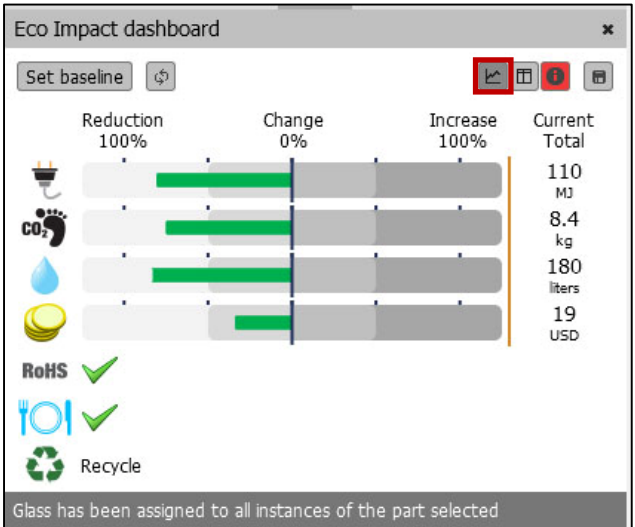 Eco Impact dashboard
Set baseline
Reduction Change Increase Current
100% 0% 100% Total
110
MJ
CO2 8.4
kg
180
liters
19
USD
RoHS
Recycle
Glass has been assigned to all instances of the part selected